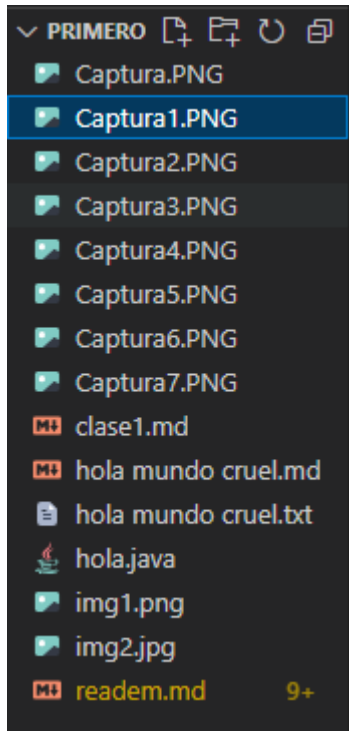 PRIMERO
Captura.PNG
Captura1.PNG
Captura2.PNG
Captura3.PNG
Captura4.PNG
Captura5.PNG
Captura6.PNG
Captura7.PNG
clase1.md
hola mundo cruel.md
hola mundo cruel.txt
hola.java
img1.png
img2.jpg
readem.md 9+